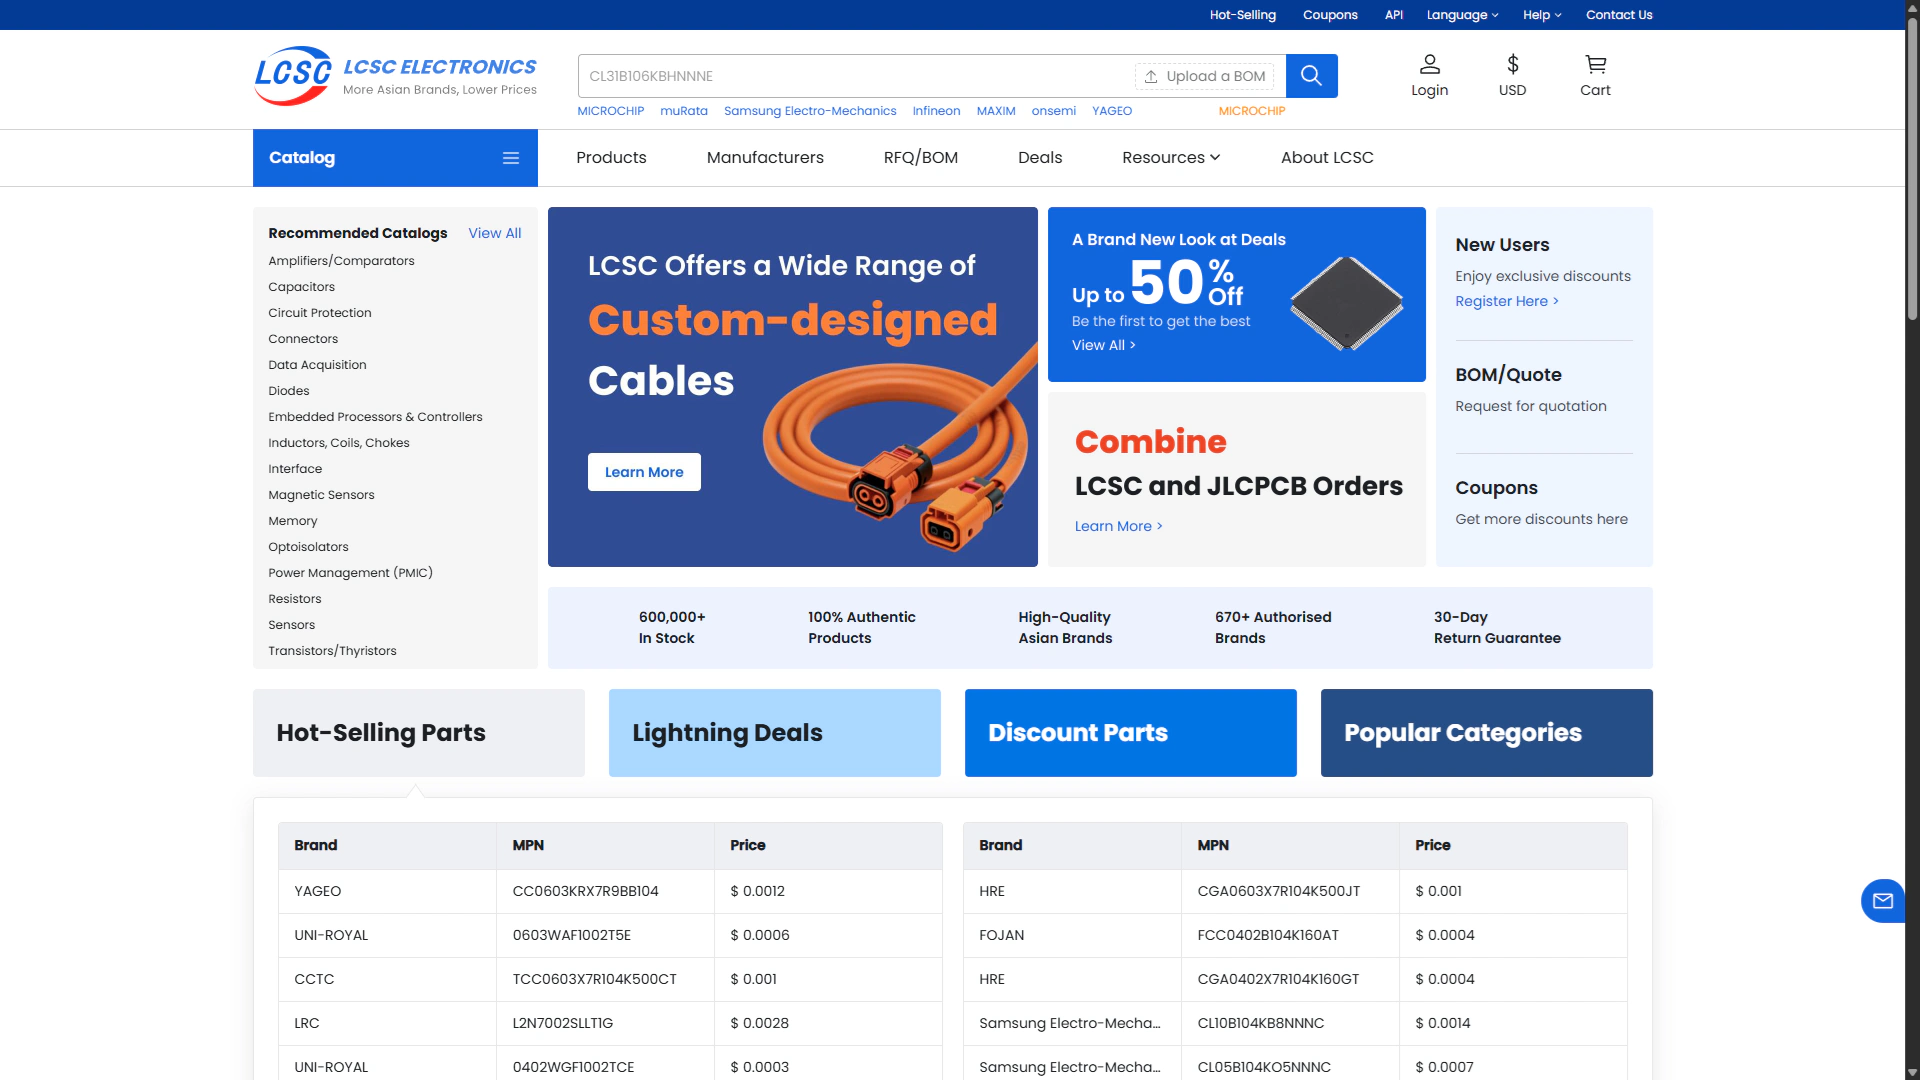 Hot-Selling
Coupons
API
Language
Help
Contact Us
LCSC
LCSC ELECTRONICS
More Asian Brands, Lower Prices
CL31B106KBHNNNE
Upload a BOM
Login
USD
Cart
MICROCHIP
muRata
Samsung Electro-Mechanics
Infineon
MAXIM
onsemi
YAGEO
MICROCHIP
Catalog
Products
Manufacturers
RFQ/BOM
Deals
Resources
About LCSC
Recommended Catalogs
View All
Amplifiers/Comparators
Capacitors
Circuit Protection
Connectors
Data Acquisition
Diodes
Embedded Processors & Controllers
Inductors, Coils, Chokes
Interface
Magnetic Sensors
Memory
Optoisolators
Power Management (PMIC)
Resistors
Sensors
Transistors/Thyristors
LCSC Offers a Wide Range of
Custom-designed
Cables
Learn More
A Brand New Look at Deals
Up to 50% Off
Be the first to get the best
View All >
Combine
LCSC and JLCPCB Orders
Learn More >
New Users
Enjoy exclusive discounts
Register Here >
BOM/Quote
Request for quotation
Coupons
Get more discounts here
600,000+
In Stock
100% Authentic
Products
High-Quality
Asian Brands
670+ Authorised
Brands
30-Day
Return Guarantee
Hot-Selling Parts
Lightning Deals
Discount Parts
Popular Categories
Brand MPN Price
YAGEO CC0603KRX7R9BB104 $ 0.0012
UNI-ROYAL 0603WAF1002T5E $ 0.0006
CCTC TCC0603X7R104K500CT $ 0.001
LRC L2N7002SLLT1G $ 0.0028
UNI-ROYAL 0402WGF1002TCE $ 0.0003
Brand MPN Price
HRE CGA0603X7R104K500JT $ 0.001
FOJAN FCC0402B104K160AT $ 0.0004
HRE CGA0402X7R104K160GT $ 0.0004
Samsung Electro-Mecha... CL10B104KB8NNNC $ 0.0014
Samsung Electro-Mecha... CL05B104KO5NNNC $ 0.0007